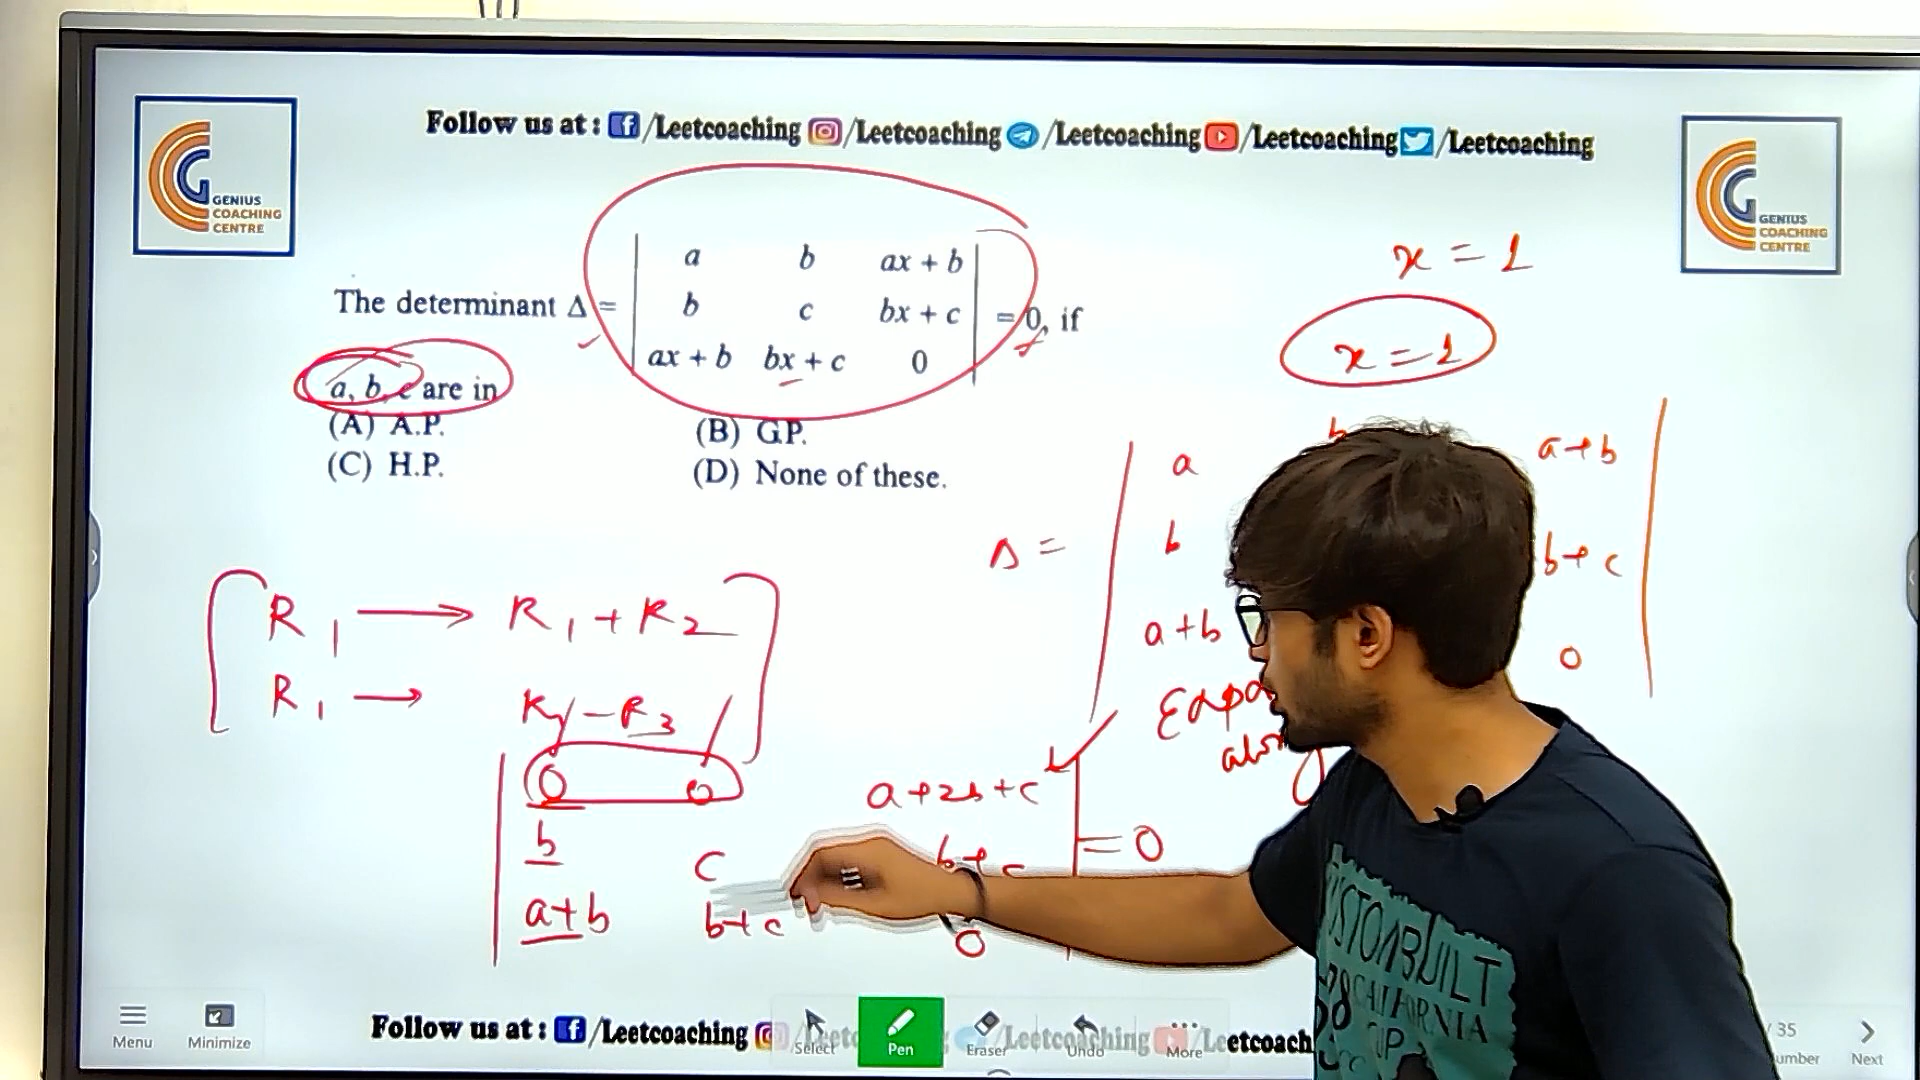 Follow us at : /Leetcoaching /Leetcoaching /Leetcoaching /Leetcoaching /Leetcoaching
GENIUS
COACHING
CENTRE
GENIUS
COACHING
CENTRE
The determinant Δ = | a b ax + b | = 0, if
| b c bx + c |
| ax + b bx + c 0 |
a, b, c are in
(A) A.P. (B) G.P.
(C) H.P. (D) None of these.
x = 1
x = 1
Δ =
a b a + b
b b + c
a + b 0
R1 → R1 + R2
R1 → R1 - R3
0 0 a + 2b + c
b c b + c = 0
a + b b + c 0
Follow us at : /Leetcoaching
Menu
Minimize
Select
Pen
Eraser
Undo
More
/ 35
Next
CALIFORNIA